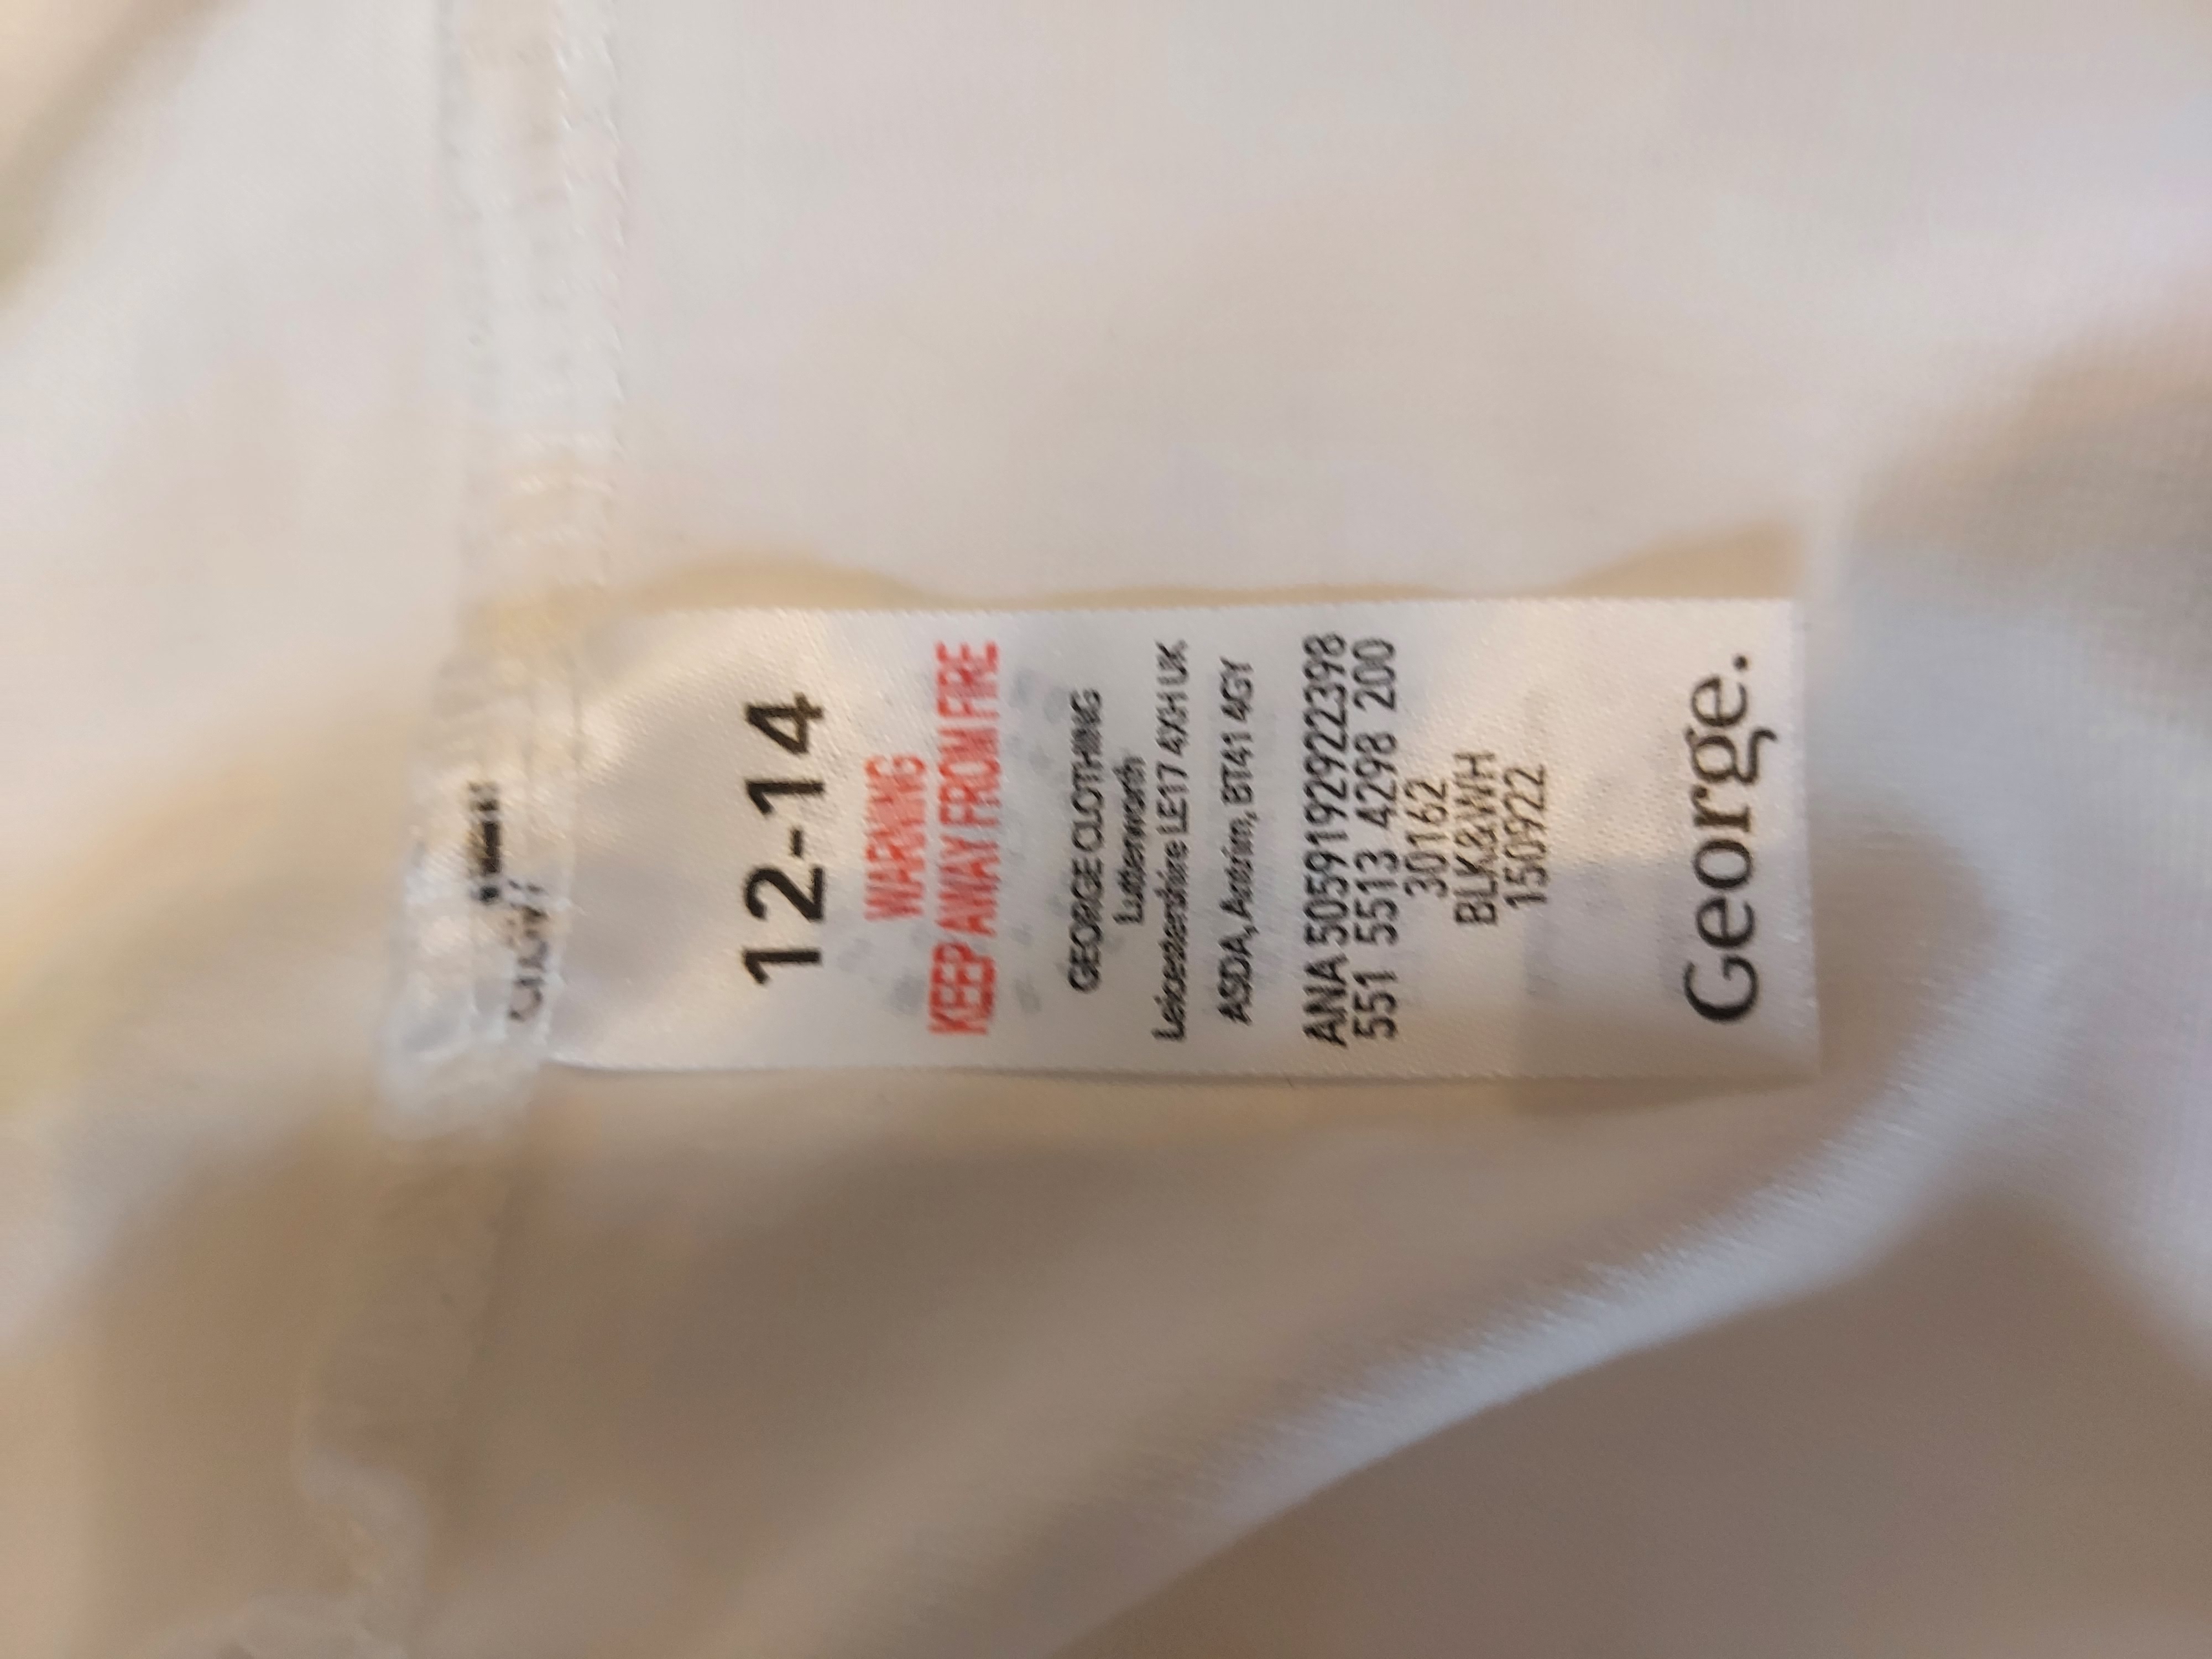 12-14
WARNING
KEEP AWAY FROM FIRE
GEORGE CLOTHING
Lutterworth
Leicestershire LE17 4XH UK
ASDA, Antrim, BT41 4GY
ANA 5059192922398
551 5513 4298 200
30162
BLK&WH
150922
George.